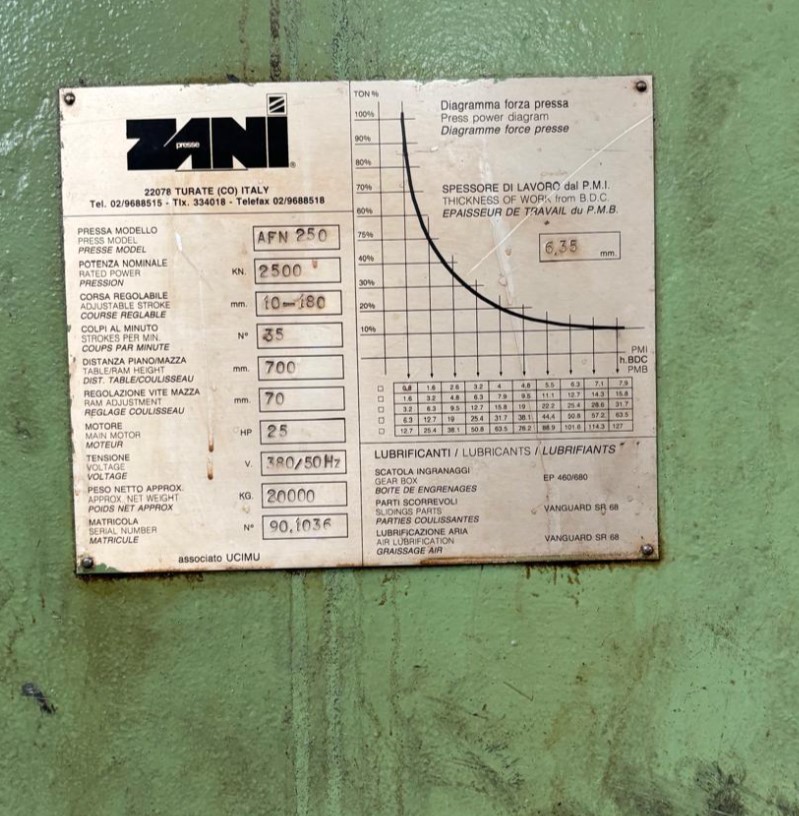 ZANI
presse
22078 TURATE (CO) ITALY
Tel. 02/9688515 - Tlx. 334018 - Telefax 02/9688518
PRESSA MODELLO
PRESS MODEL
PRESSE MODEL
AFN 250
POTENZA NOMINALE
RATED POWER
PRESSION
KN. 2500
CORSA REGOLABILE
ADJUSTABLE STROKE
COURSE REGLABLE
mm. 10-180
COLPI AL MINUTO
STROKES PER MIN.
COUPS PAR MINUTE
N° 35
DISTANZA PIANO/MAZZA
TABLE/RAM HEIGHT
DIST. TABLE/COULISSEAU
mm. 700
REGOLAZIONE VITE MAZZA
RAM ADJUSTMENT
REGLAGE COULISSEAU
mm. 70
MOTORE
MAIN MOTOR
MOTEUR
HP 25
TENSIONE
VOLTAGE
VOLTAGE
V. 380/50Hz
PESO NETTO APPROX.
APPROX. NET WEIGHT
POIDS NET APPROX
KG. 20000
MATRICOLA
SERIAL NUMBER
MATRICULE
N° 90.1036
associato UCIMU
TON %
100%
90%
80%
70%
60%
75%
40%
30%
20%
10%
Diagramma forza pressa
Press power diagram
Diagramme force presse
SPESSORE DI LAVORO dal P.M.I.
THICKNESS OF WORK from B.D.C.
EPAISSEUR DE TRAVAIL du P.M.B.
6,35 mm.
PMI
h.BDC
PMB
0,8 1.6 2.6 3.2 4 4.8 5.5 6.3 7.1 7.9
1.6 3.2 4.8 6.3 7.9 9.5 11.1 12.7 14.3 15.8
3.2 6.3 9.5 12.7 15.8 19 22.2 25.4 28.6 31.7
6.3 12.7 19 25.4 31.7 38.1 44.4 50.8 57.2 63.5
12.7 25.4 38.1 50.8 63.5 76.2 88.9 101.6 114.3 127
LUBRIFICANTI / LUBRICANTS / LUBRIFIANTS
SCATOLA INGRANAGGI
GEAR BOX
BOITE DE ENGRENAGES
EP 460/680
PARTI SCORREVOLI
SLIDINGS PARTS
PARTIES COULISSANTES
VANGUARD SR 68
LUBRIFICAZIONE ARIA
AIR LUBRIFICATION
GRAISSAGE AIR
VANGUARD SR 68